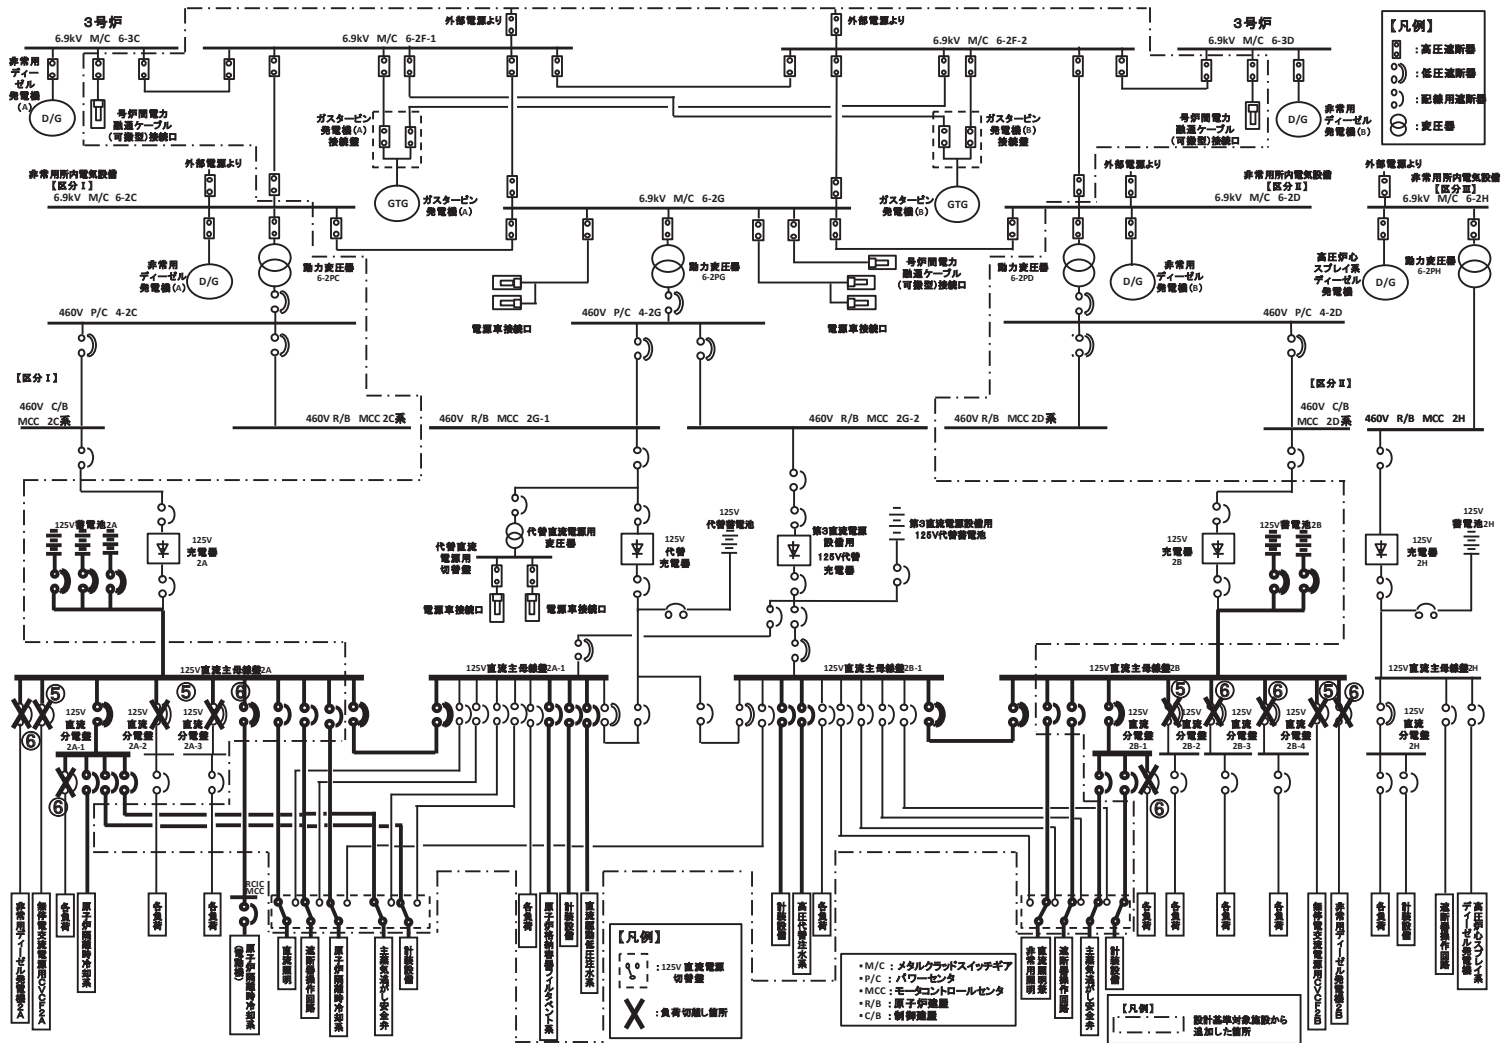 3号炉
6.9kV M/C 6-3C
外部電源より
6.9kV M/C 6-2F-1
外部電源より
6.9kV M/C 6-2F-2
3号炉
6.9kV M/C 6-3D
【凡例】
：高圧遮断器
：低圧遮断器
：配線用遮断器
：変圧器
非常用
ディー
ゼル
発電機
(A)
D/G
号炉間電力
融通ケーブル
(可搬型)接続口
ガスタービン
発電機(A)
接続盤
GTG
ガスタービン
発電機(A)
ガスタービン
発電機(B)
接続盤
ガスタービン
発電機(B)
GTG
号炉間電力
融通ケーブル
(可搬型)接続口
D/G
非常用
ディーゼル
発電機(B)
非常用所内電気設備
【区分Ⅰ】
6.9kV M/C 6-2C
外部電源より
6.9kV M/C 6-2G
外部電源より
非常用所内電気設備
【区分Ⅱ】
6.9kV M/C 6-2D
外部電源より
非常用所内電気設備
【区分Ⅲ】
6.9kV M/C 6-2H
非常用
ディーゼル
発電機(A)
D/G
動力変圧器
6-2PC
動力変圧器
6-2PG
号炉間電力
融通ケーブル
(可搬型)接続口
動力変圧器
6-2PD
D/G
非常用
ディーゼル
発電機(B)
高圧炉心
スプレイ系
ディーゼル
発電機
D/G
動力変圧器
6-2PH
電源車接続口
電源車接続口
460V P/C 4-2C
460V P/C 4-2G
460V P/C 4-2D
【区分Ⅰ】
460V C/B
MCC 2C系
460V R/B MCC 2C系
460V R/B MCC 2G-1
460V R/B MCC 2G-2
460V R/B MCC 2D系
【区分Ⅱ】
460V C/B
MCC 2D系
460V R/B MCC 2H
125V蓄電池2A
125V
充電器
2A
代替直流
電源用
切替盤
代替直流電源用
変圧器
電源車接続口
電源車接続口
125V
代替
充電器
125V
代替蓄電池
第3直流電源
設備用
125V代替
充電器
第3直流電源設備用
125V代替蓄電池
125V
充電器
2B
125V蓄電池2B
125V
充電器
2H
125V
蓄電池2H
125V直流主母線盤2A
125V直流主母線盤2A-1
125V直流主母線盤2B-1
125V直流主母線盤2B
125V直流主母線盤2H
⑤
⑥
125V
直流
分電盤
2A-1
⑥
125V
直流
分電盤
2A-2
⑤
125V
直流
分電盤
2A-3
⑥
125V
直流
分電盤
2B-1
⑥
125V
直流
分電盤
2B-2
⑤
125V
直流
分電盤
2B-3
⑥
125V
直流
分電盤
2B-4
⑥
⑤
⑥
125V
直流
分電盤
2H
非常用ディーゼル発電機2A
無停電交流電源用CVCF2A
各負荷
原子炉隔離時冷却系
各負荷
各負荷
RCIC
MCC
原子炉隔離時冷却系
(電動機)
直流照明
遮断器操作回路
原子炉隔離時冷却系
主蒸気逃がし安全弁
計装設備
各負荷
原子炉格納容器フィルタベント系
計装設備
直流駆動低圧注水系
計装設備
高圧代替注水系
各負荷
直流照明兼
非常用照明
遮断器操作回路
主蒸気逃がし安全弁
計装設備
各負荷
各負荷
各負荷
各負荷
無停電交流電源用CVCF2B
非常用ディーゼル発電機2B
各負荷
計装設備
遮断器操作回路
高圧炉心スプレイ系
ディーゼル発電機
【凡例】
：125V 直流電源
切替盤
：負荷切離し箇所
•M/C ： メタルクラッドスイッチギア
•P/C ： パワーセンタ
•MCC ： モータコントロールセンタ
•R/B ： 原子炉建屋
•C/B ： 制御建屋
【凡例】
：設計基準対象施設から
追加した箇所